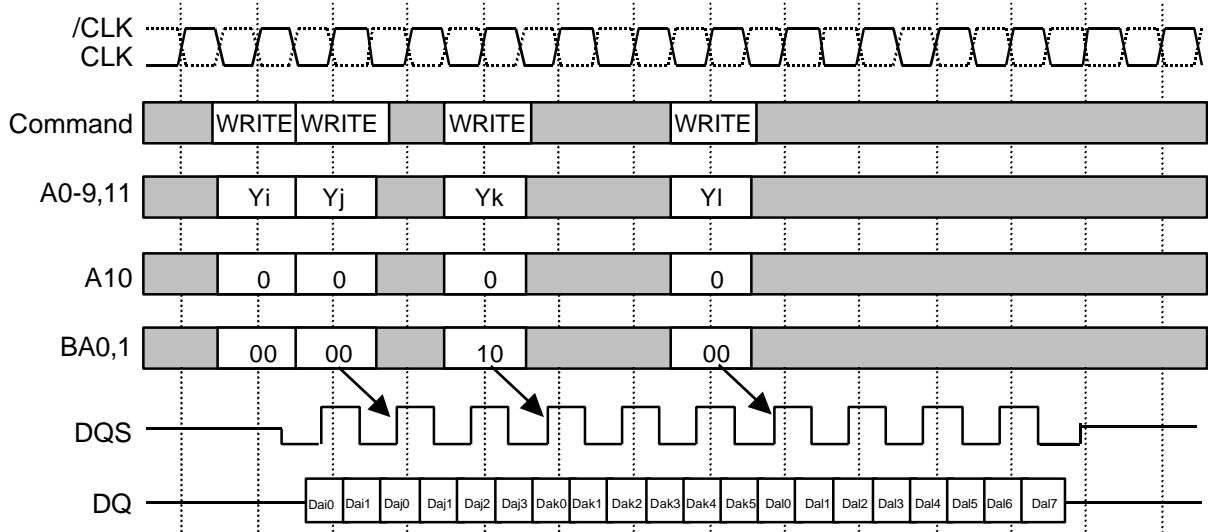 /CLK
CLK
Command WRITE WRITE WRITE WRITE
A0-9,11 Yi Yj Yk Yl
A10 0 0 0 0
BA0,1 00 00 10 00
DQS
DQ Dai0 Dai1 Daj0 Daj1 Daj2 Daj3 Dak0 Dak1 Dak2 Dak3 Dak4 Dak5 Dal0 Dal1 Dal2 Dal3 Dal4 Dal5 Dal6 Dal7